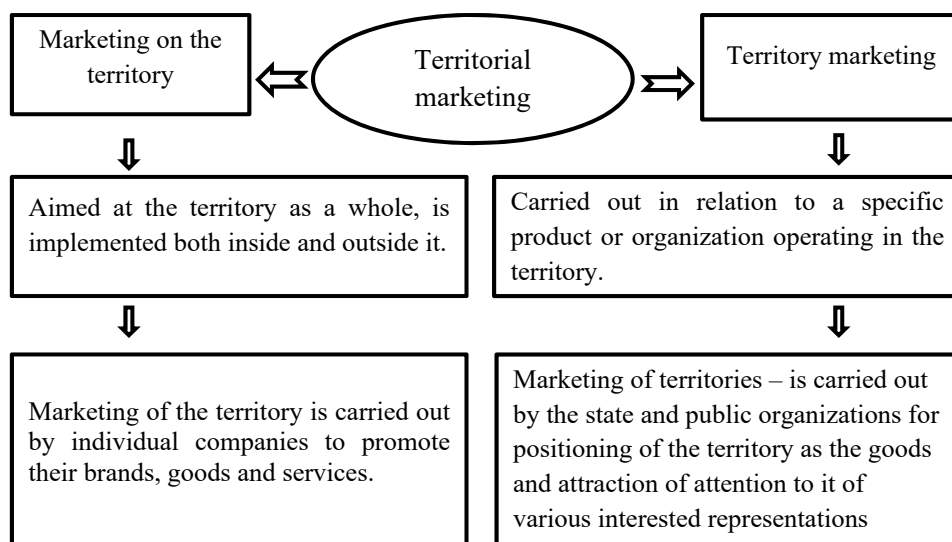 Marketing on the
territory
Territorial
marketing
Territory marketing
Aimed at the territory as a whole, is
implemented both inside and outside it.
Carried out in relation to a specific
product or organization operating in the
territory.
Marketing of the territory is carried out
by individual companies to promote
their brands, goods and services.
Marketing of territories – is carried out
by the state and public organizations for
positioning of the territory as the goods
and attraction of attention to it of
various interested representations